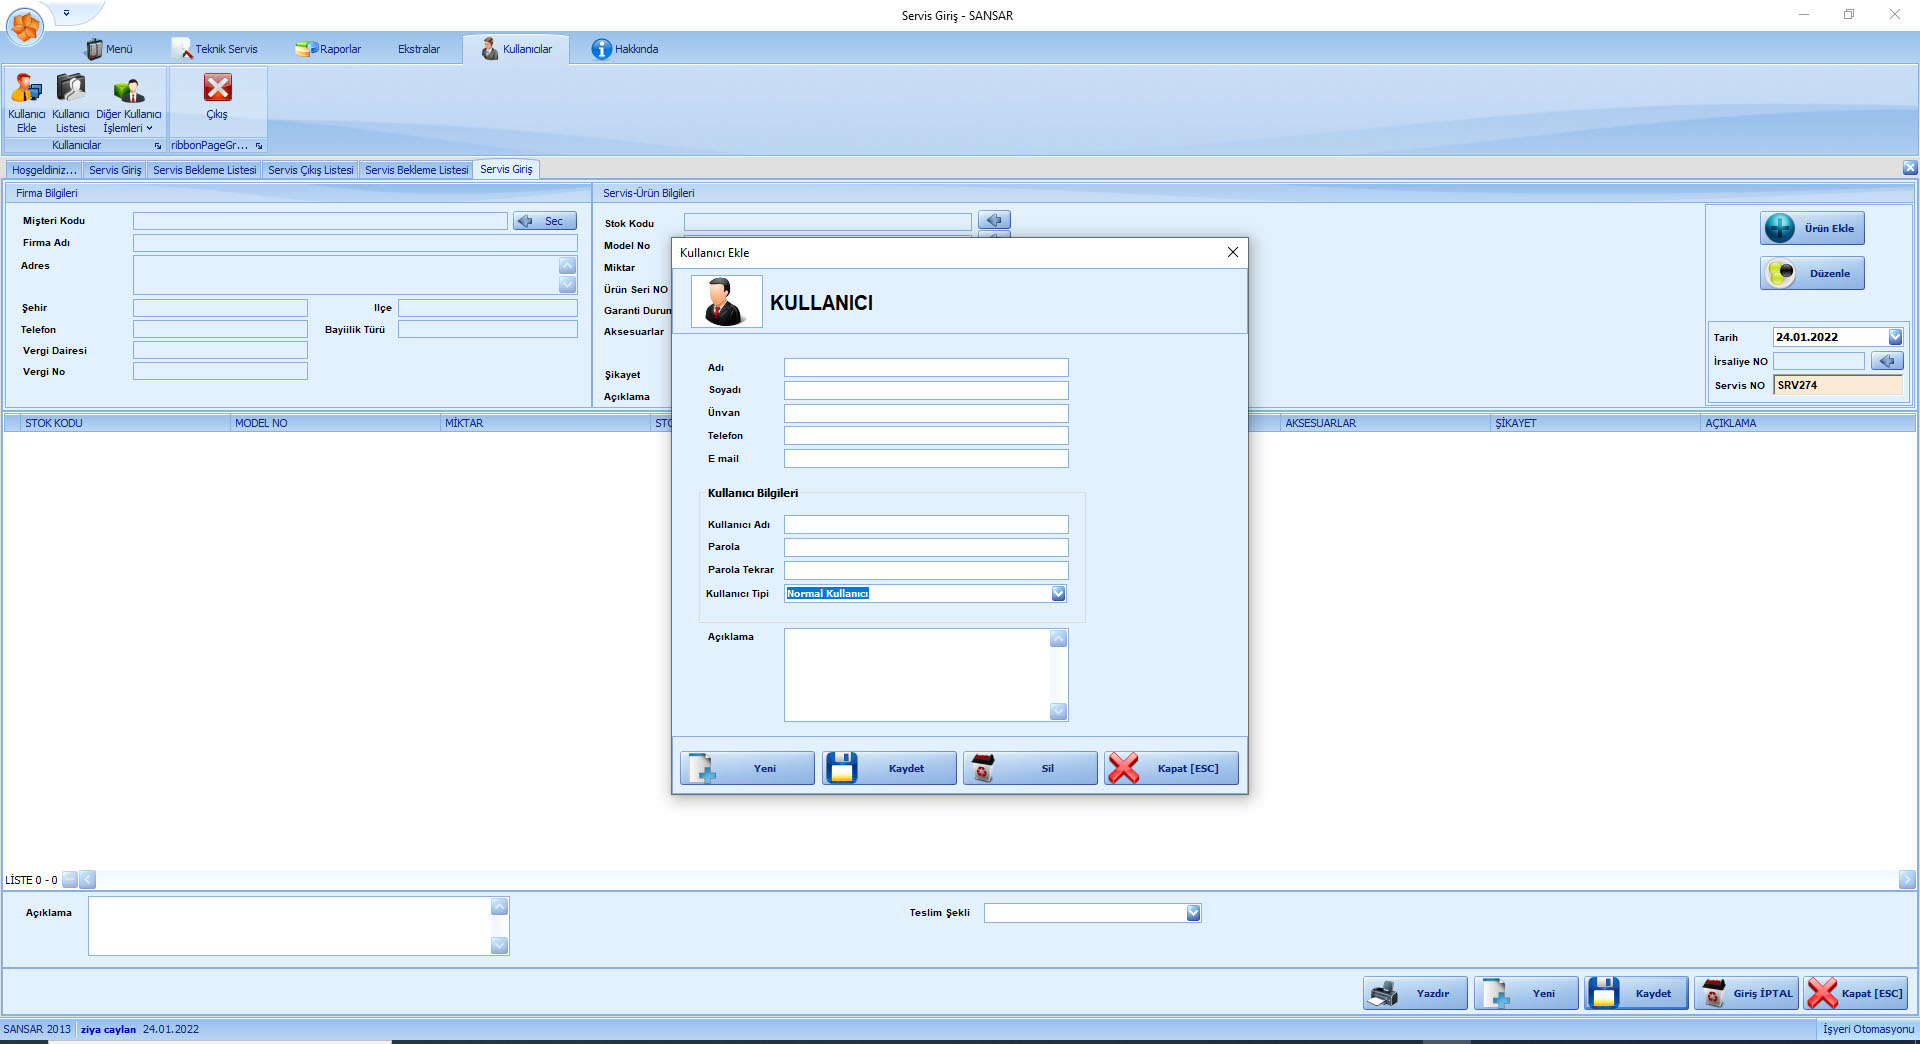 Servis Giriş - SANSAR
Menü
Teknik Servis
Raporlar
Ekstralar
Kullanıcılar
Hakkında
Kullanıcı Ekle
Kullanıcı Listesi
Diğer Kullanıcı İşlemleri
Çıkış
Kullanıcılar
ribbonPageGr...
Hoşgeldiniz...
Servis Giriş
Servis Bekleme Listesi
Servis Çıkış Listesi
Servis Bekleme Listesi
Servis Giriş
Firma Bilgileri
Mişteri Kodu
Sec
Firma Adı
Adres
Şehir
Ilçe
Telefon
Bayiilik Türü
Vergi Dairesi
Vergi No
Servis-Ürün Bilgileri
Stok Kodu
Model No
Miktar
Ürün Seri NO
Garanti Durum
Aksesuarlar
Şikayet
Açıklama
Ürün Ekle
Düzenle
Tarih
24.01.2022
İrsaliye NO
Servis NO
SRV274
STOK KODU
MODEL NO
MİKTAR
STO
AKSESUARLAR
ŞİKAYET
AÇIKLAMA
Kullanıcı Ekle
KULLANICI
Adı
Soyadı
Ünvan
Telefon
E mail
Kullanıcı Bilgileri
Kullanıcı Adı
Parola
Parola Tekrar
Kullanıcı Tipi
Normal Kullanıcı
Açıklama
Yeni
Kaydet
Sil
Kapat [ESC]
LİSTE 0 - 0
Açıklama
Teslim Şekli
Yazdır
Yeni
Kaydet
Giriş İPTAL
Kapat [ESC]
SANSAR 2013
ziya caylan
24.01.2022
İşyeri Otomasyonu